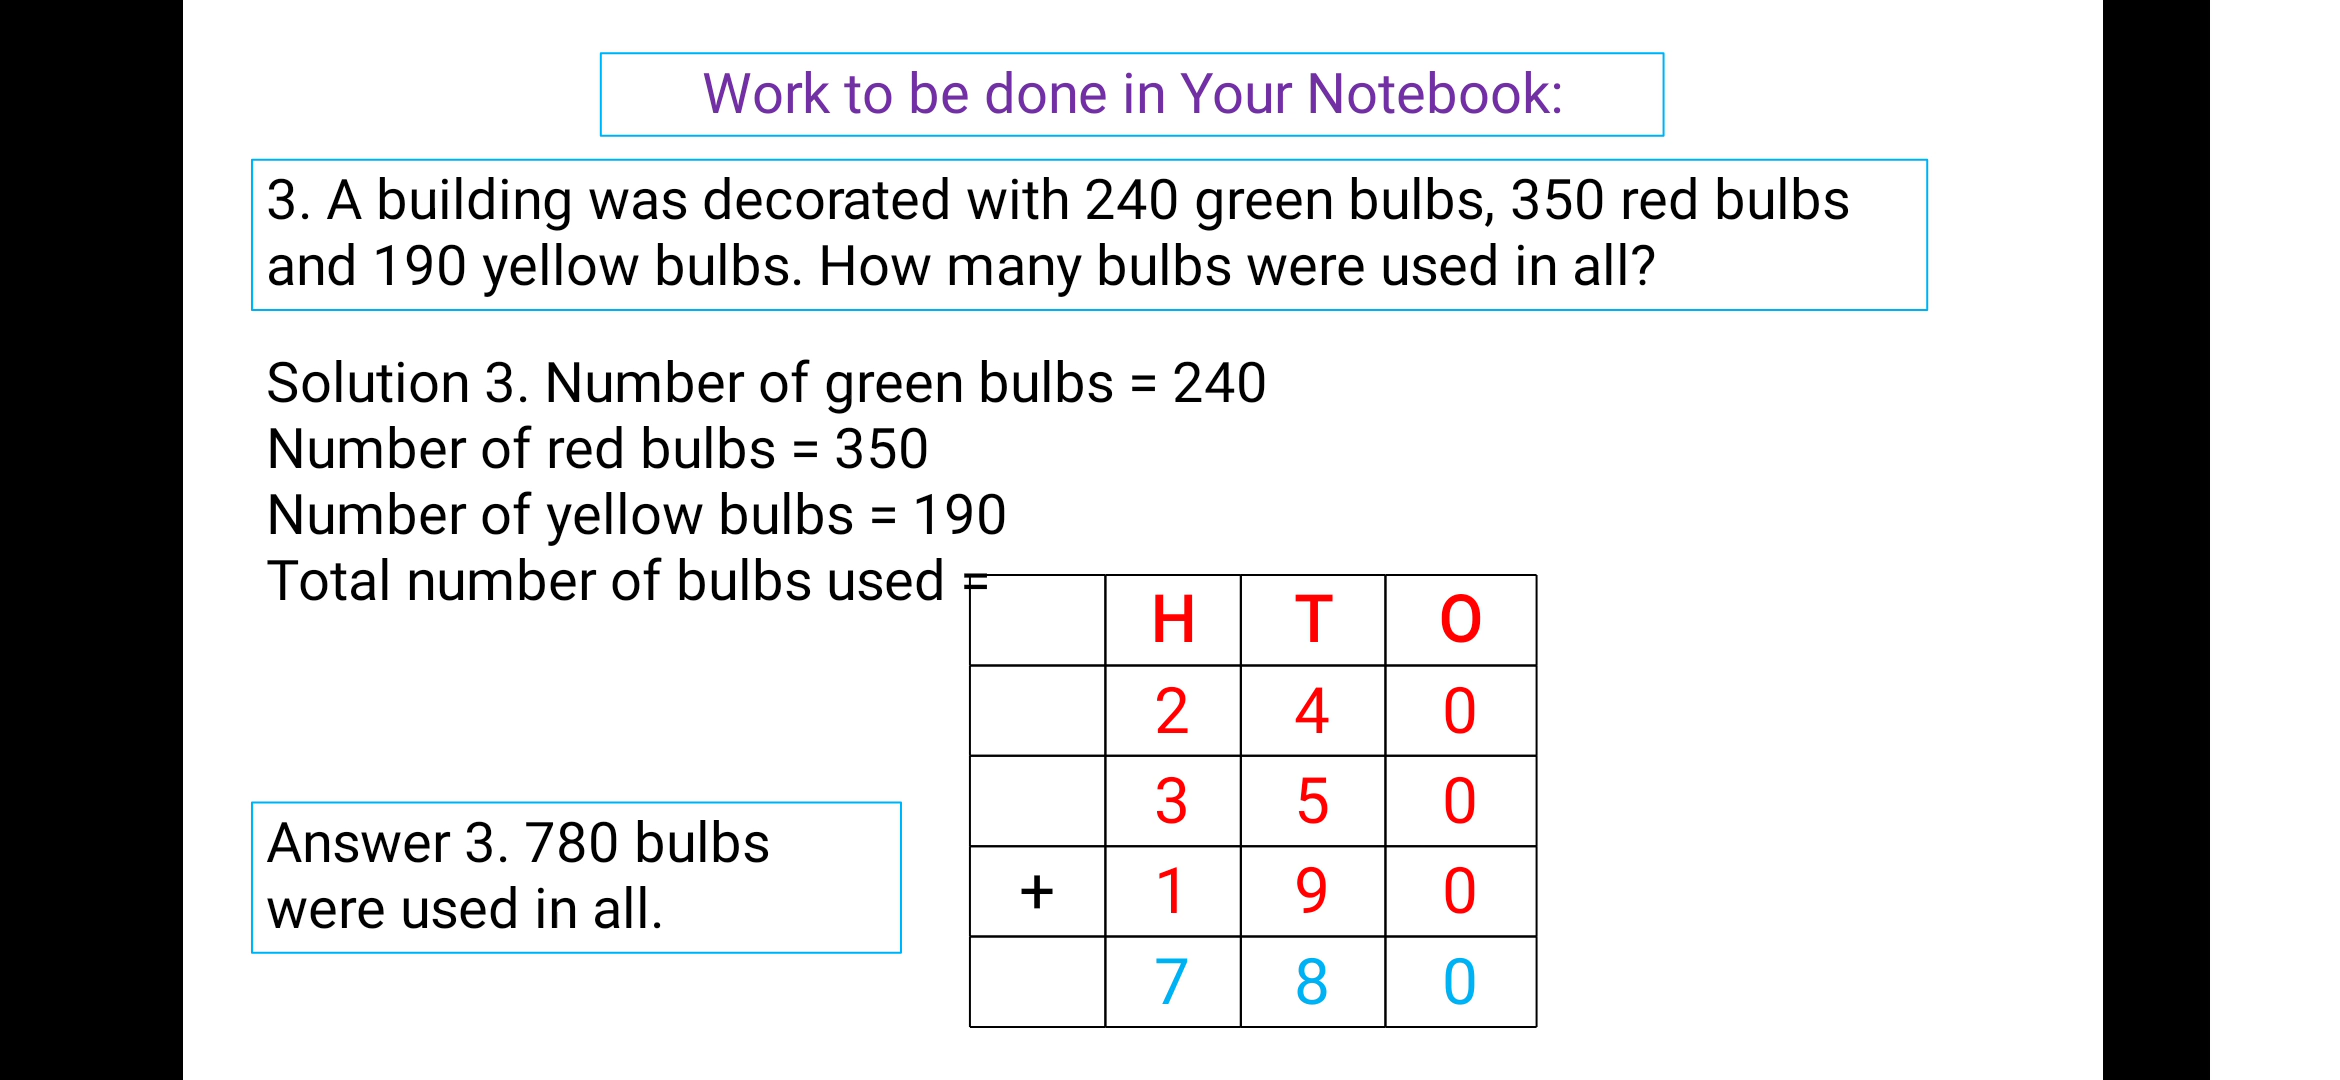 Work to be done in Your Notebook:
3. A building was decorated with 240 green bulbs, 350 red bulbs
and 190 yellow bulbs. How many bulbs were used in all?
Solution 3. Number of green bulbs = 240
Number of red bulbs = 350
Number of yellow bulbs = 190
Total number of bulbs used =
H T O
2 4 0
3 5 0
+ 1 9 0
7 8 0
Answer 3. 780 bulbs
were used in all.